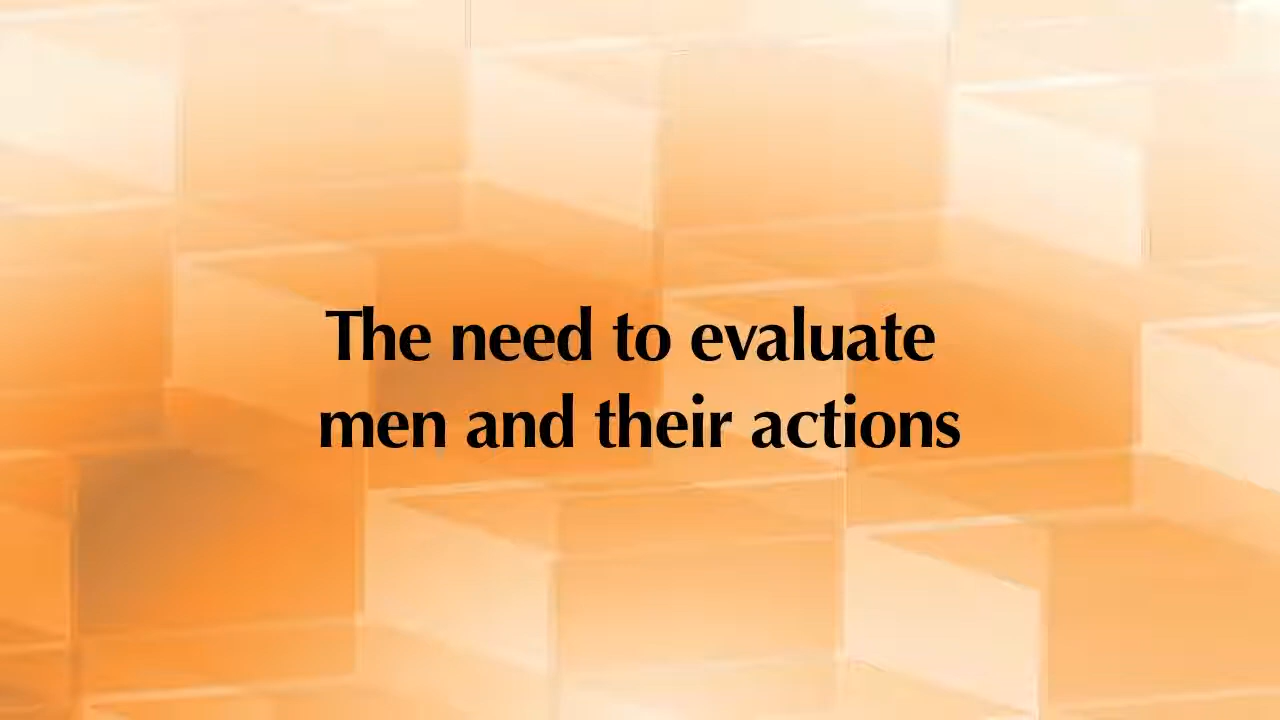 The need to evaluate
men and their actions